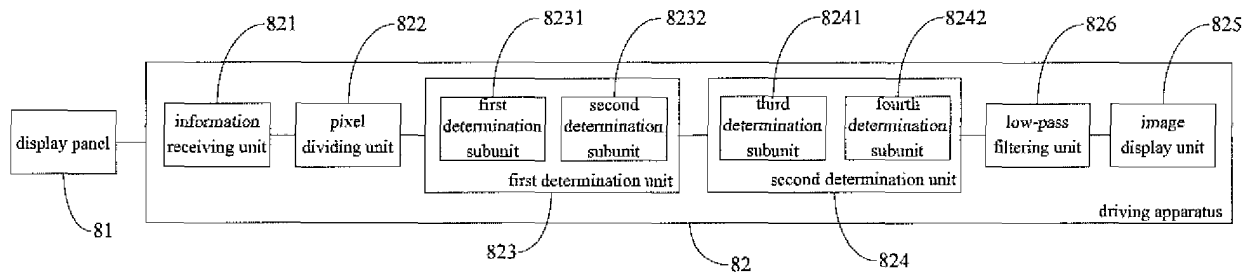 821
822
8231
8232
8241
8242
826
825
display panel
information
receiving unit
pixel
dividing unit
first
determination
subunit
second
determination
subunit
first determination unit
third
determination
subunit
fourth
determination
subunit
second determination unit
low-pass
filtering unit
image
display unit
driving apparatus
81
823
82
824